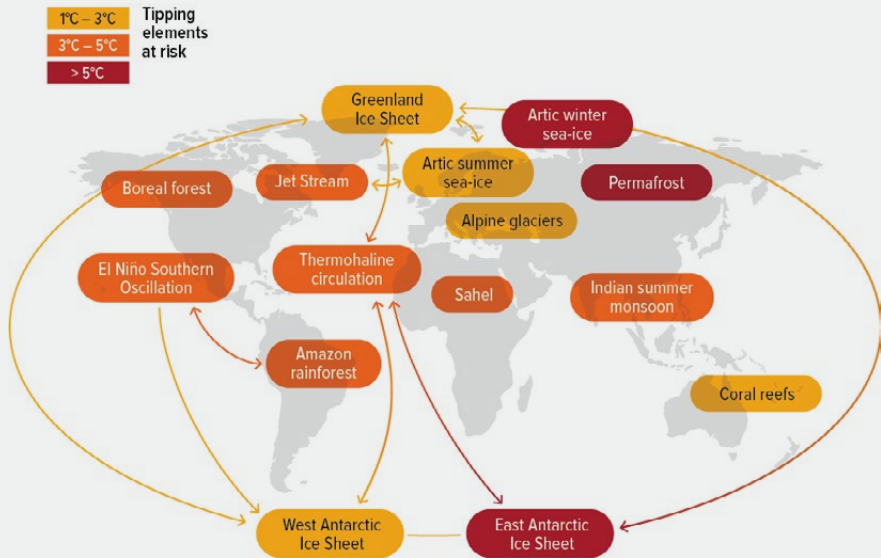 1°C – 3°C
3°C – 5°C
> 5°C
Tipping
elements
at risk
Greenland
Ice Sheet
Artic winter
sea-ice
Artic summer
sea-ice
Boreal forest
Jet Stream
Permafrost
Alpine glaciers
El Niño Southern
Oscillation
Thermohaline
circulation
Sahel
Indian summer
monsoon
Amazon
rainforest
Coral reefs
West Antarctic
Ice Sheet
East Antarctic
Ice Sheet